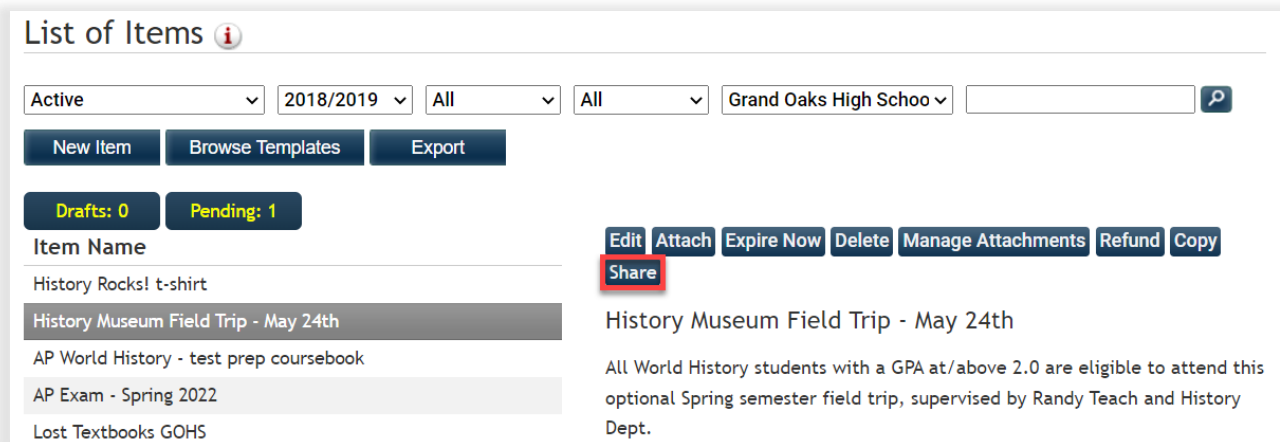 List of Items
Active 2018/2019 All All Grand Oaks High Schoo
New Item Browse Templates Export
Drafts: 0 Pending: 1
Item Name
History Rocks! t-shirt
History Museum Field Trip - May 24th
AP World History - test prep coursebook
AP Exam - Spring 2022
Lost Textbooks GOHS
Edit Attach Expire Now Delete Manage Attachments Refund Copy
Share
History Museum Field Trip - May 24th
All World History students with a GPA at/above 2.0 are eligible to attend this
optional Spring semester field trip, supervised by Randy Teach and History
Dept.